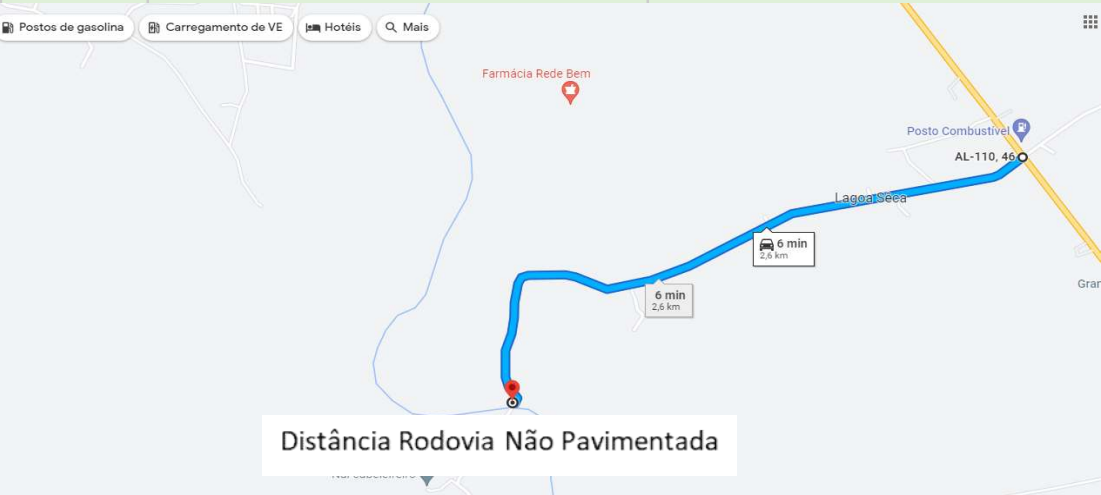 Postos de gasolina
Carregamento de VE
Hotéis
Mais
Farmácia Rede Bem
Posto Combustível
AL-110, 46
Lagoa Seca
6 min
2,6 km
6 min
2,6 km
Gran
Distância Rodovia Não Pavimentada